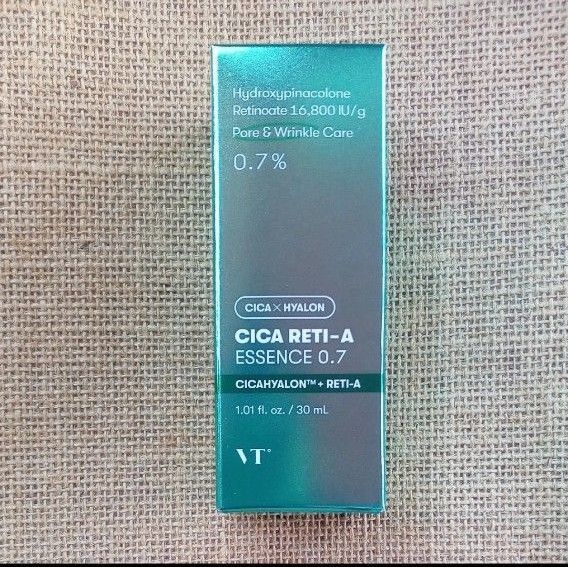 Hydroxypinacolone
Retinoate 16,800 IU/g
Pore & Wrinkle Care
0.7%
CICA × HYALON
CICA RETI-A
ESSENCE 0.7
CICAHYALON™ + RETI-A
1.01 fl. oz. / 30 mL
VT°